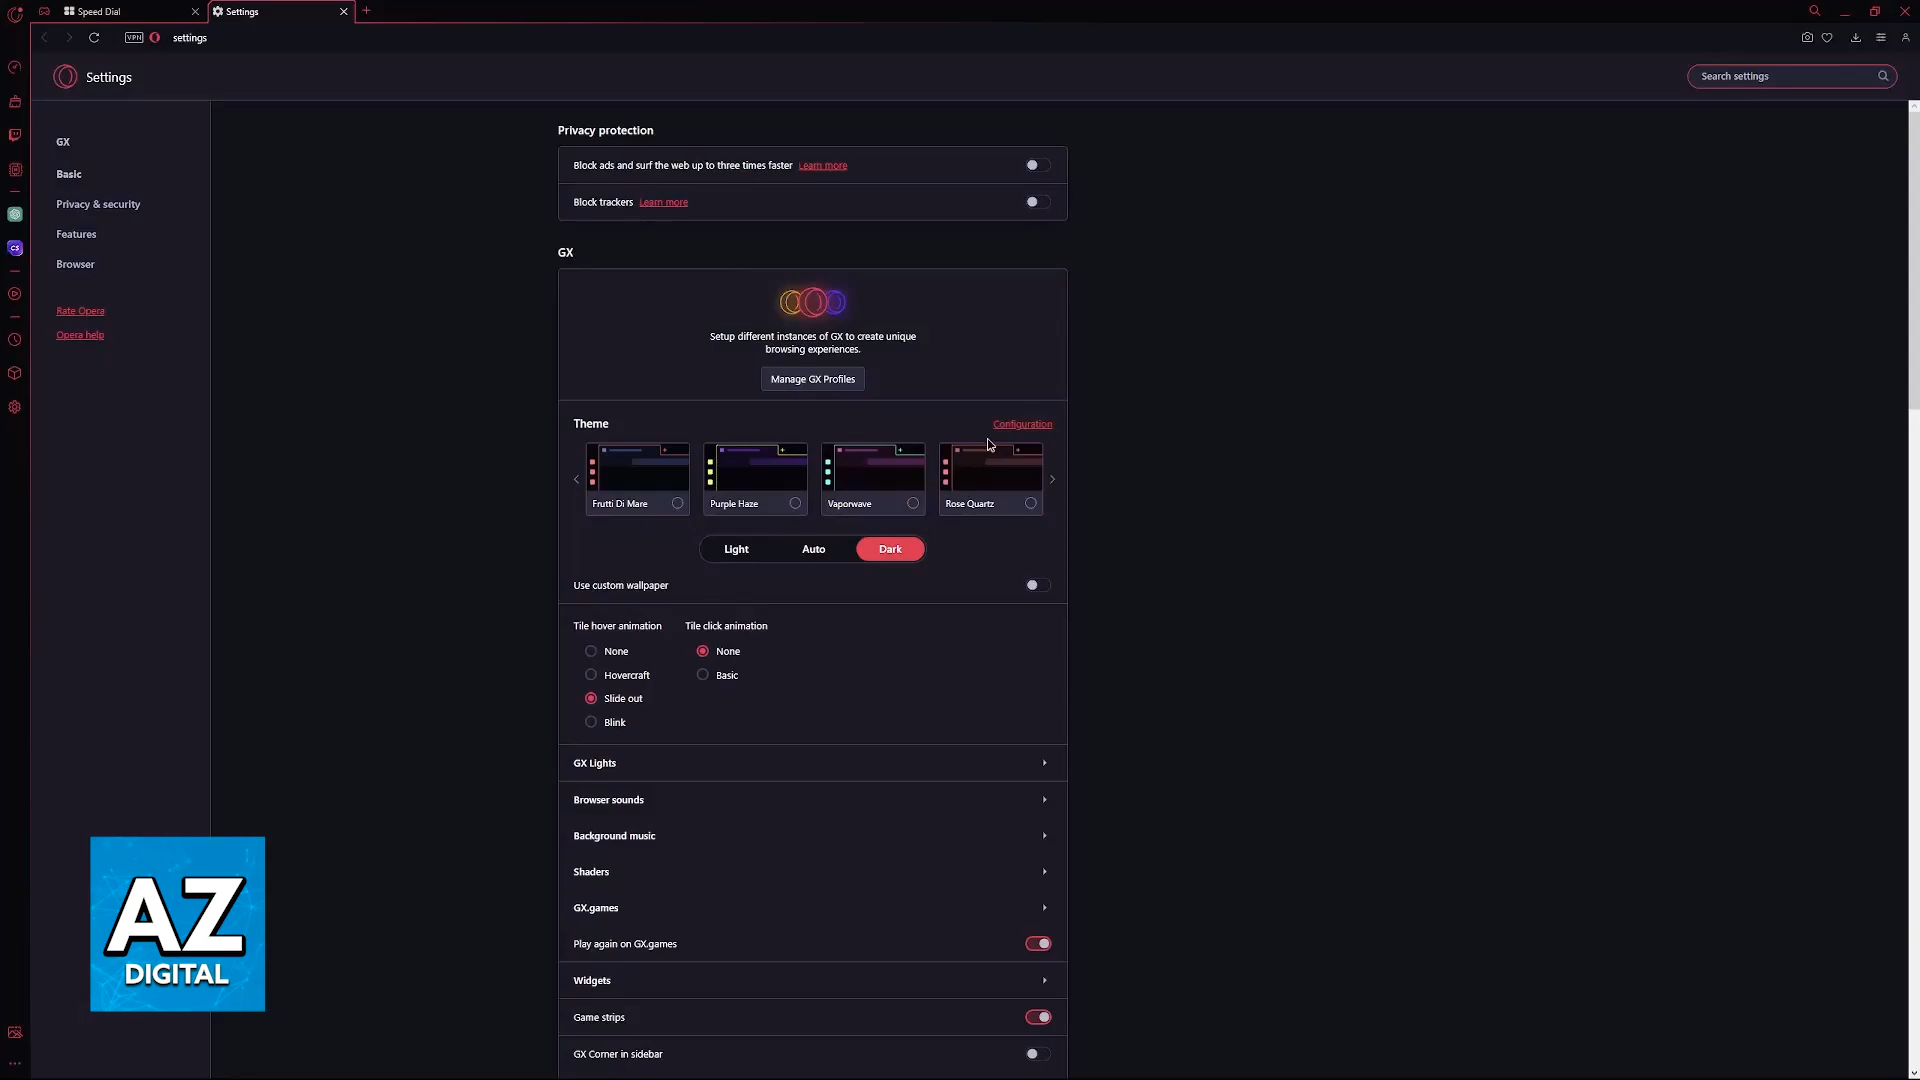 Speed Dial
Settings
VPN
settings
Settings
Search settings
GX
Basic
Privacy & security
Features
Browser
Rate Opera
Opera help
Privacy protection
Block ads and surf the web up to three times faster Learn more
Block trackers Learn more
GX
Setup different instances of GX to create unique
browsing experiences.
Manage GX Profiles
Theme
Configuration
Frutti Di Mare
Purple Haze
Vaporwave
Rose Quartz
Light
Auto
Dark
Use custom wallpaper
Tile hover animation
Tile click animation
None
None
Hovercraft
Basic
Slide out
Blink
GX Lights
Browser sounds
Background music
Shaders
GX.games
Play again on GX.games
Widgets
Game strips
GX Corner in sidebar
CS
AZ
DIGITAL